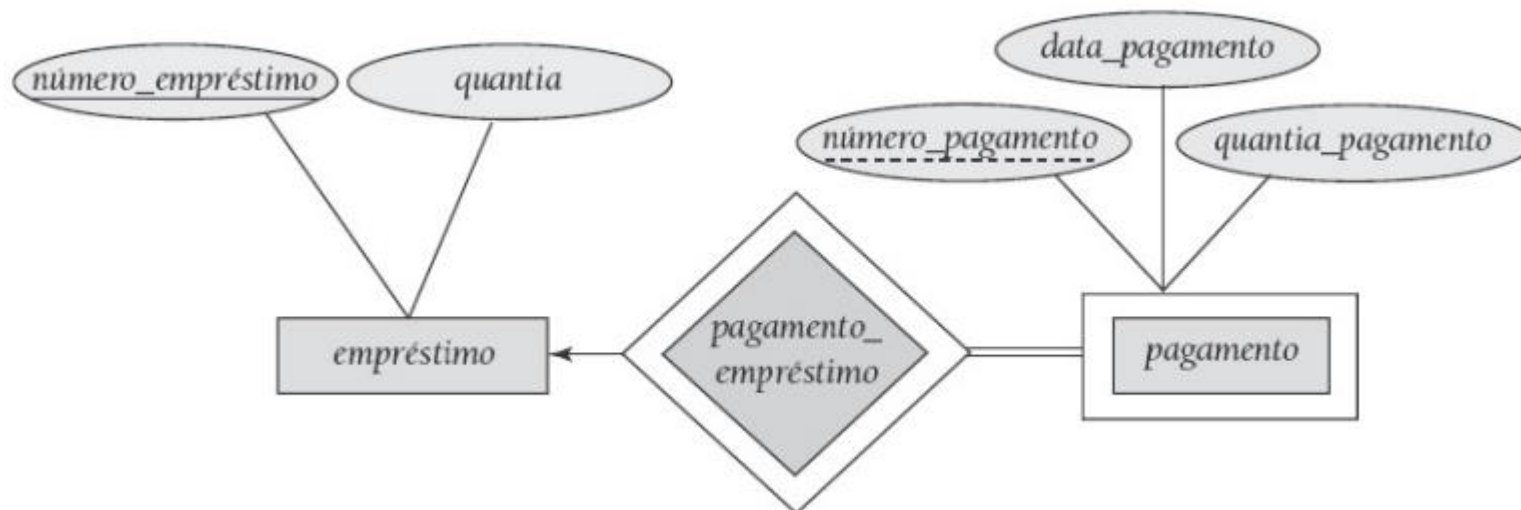 data_pagamento
número_empréstimo
quantia
número_pagamento
quantia_pagamento
empréstimo
pagamento_
empréstimo
pagamento